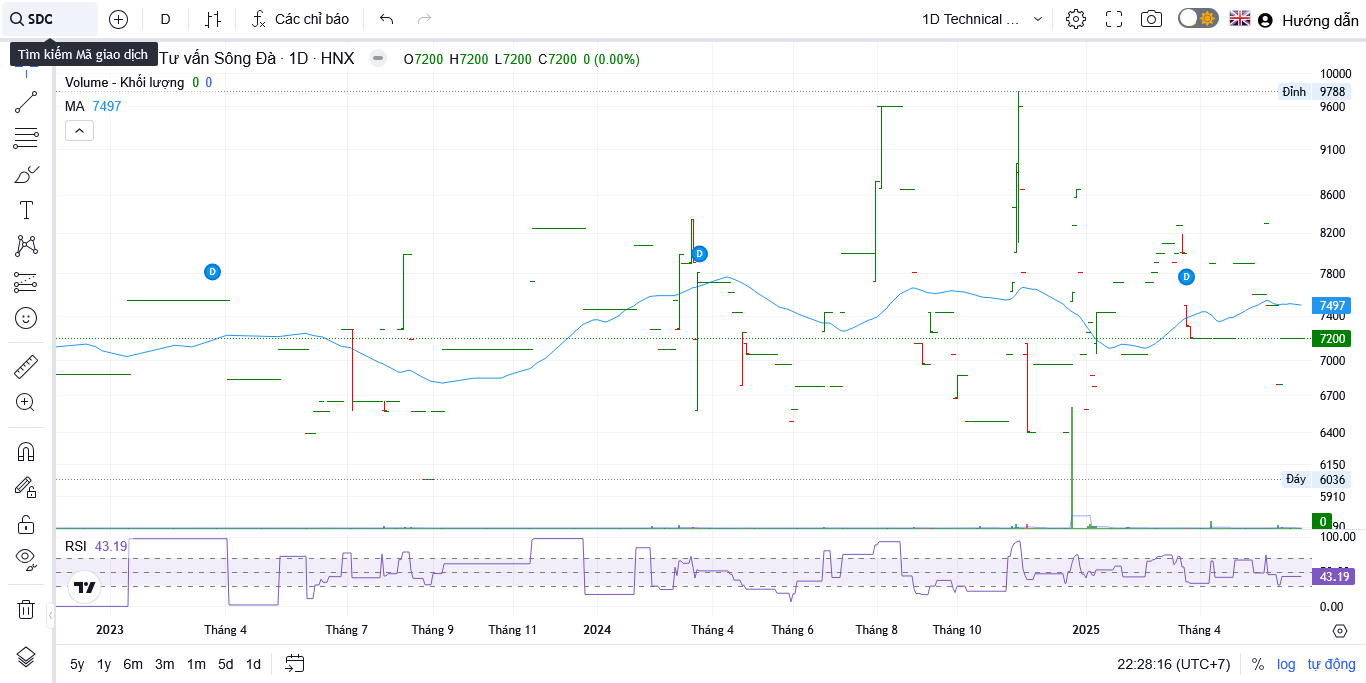 SDC
D
Các chỉ báo
1D Technical ...
Hướng dẫn
Tìm kiếm Mã giao dịch
Tư vấn Sông Đà · 1D · HNX
O7200 H7200 L7200 C7200 0 (0.00%)
Volume - Khối lượng 0 0
MA 7497
10000
Đỉnh 9788
9600
9100
8600
8200
7800
7497
7400
7200
7000
6700
6400
6150
Đáy 6036
5910
0
90
D
D
D
RSI 43.19
100.00
43.19
0.00
2023
Tháng 4
Tháng 7
Tháng 9
Tháng 11
2024
Tháng 4
Tháng 6
Tháng 8
Tháng 10
2025
Tháng 4
5y 1y 6m 3m 1m 5d 1d
22:28:16 (UTC+7)
% log tự động